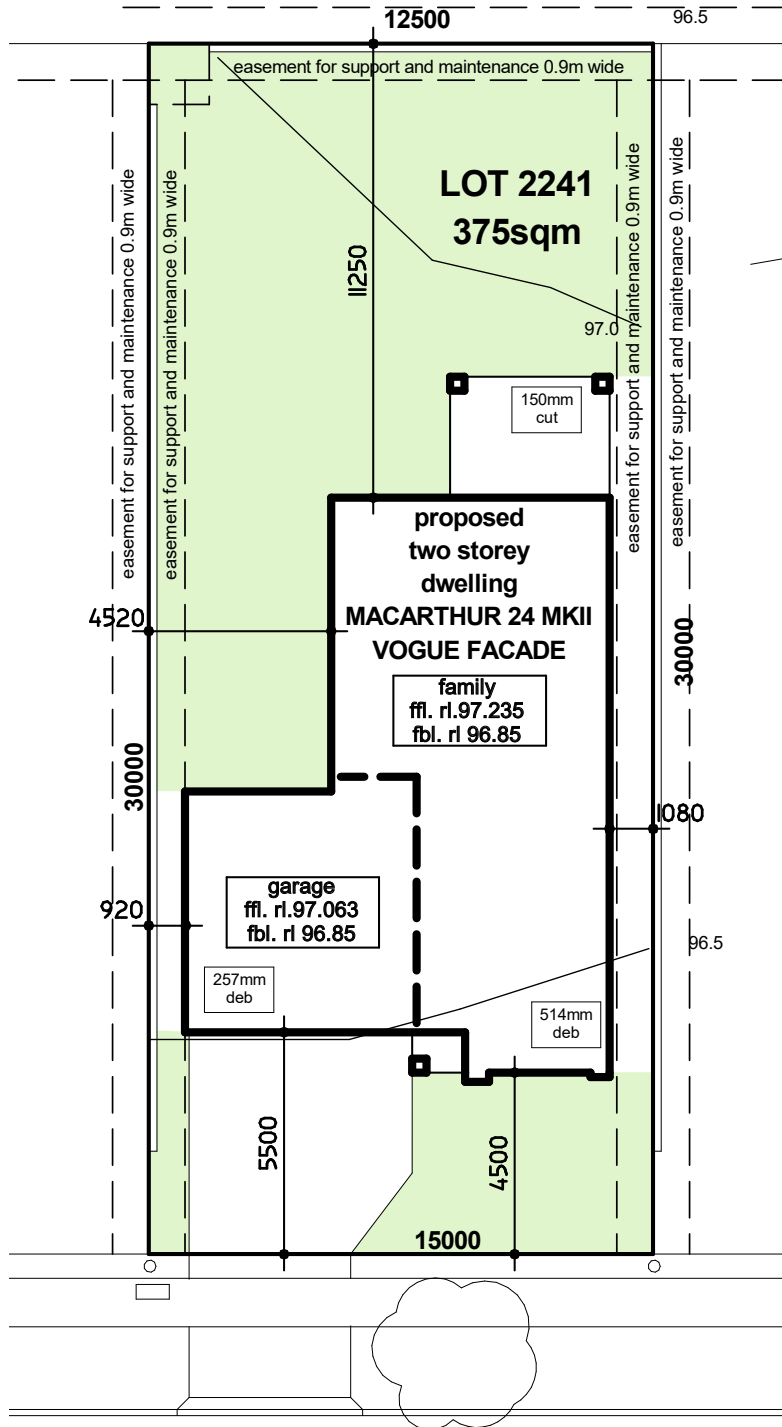 12500
96.5
easement for support and maintenance 0.9m wide
easement for support and maintenance 0.9m wide
easement for support and maintenance 0.9m wide
LOT 2241
375sqm
easement for support and maintenance 0.9m wide
easement for support and maintenance 0.9m wide
11250
97.0
150mm
cut
proposed
two storey
dwelling
MACARTHUR 24 MKII
VOGUE FACADE
4520
family
ffl. rl.97.235
fbl. rl 96.85
30000
30000
1080
garage
ffl. rl.97.063
fbl. rl 96.85
920
96.5
257mm
deb
514mm
deb
5500
4500
15000